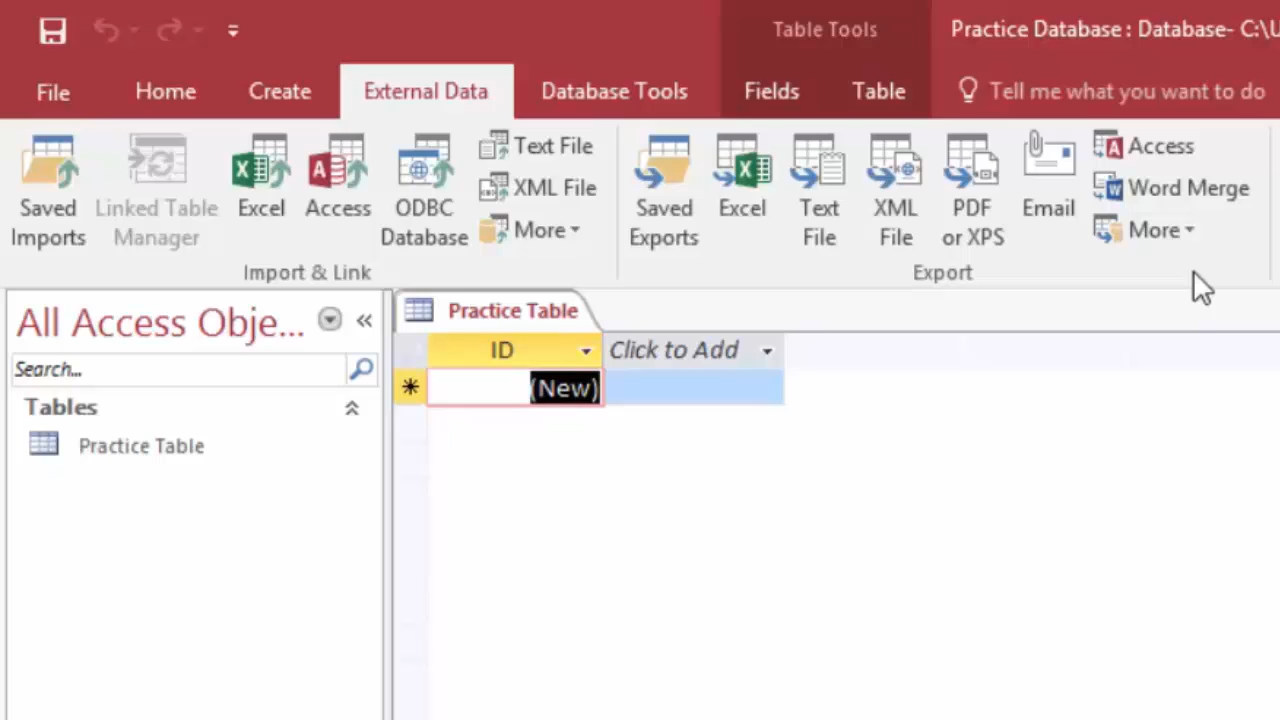 Table Tools
Practice Database : Database- C:\U
File
Home
Create
External Data
Database Tools
Fields
Table
Tell me what you want to do
Saved
Imports
Linked Table
Manager
Excel
Access
ODBC
Database
Text File
XML File
More
Import & Link
Saved
Exports
Excel
Text
File
XML
File
PDF
or XPS
Email
Access
Word Merge
More
Export
All Access Obje...
Search...
Tables
Practice Table
Practice Table
ID
Click to Add
(New)